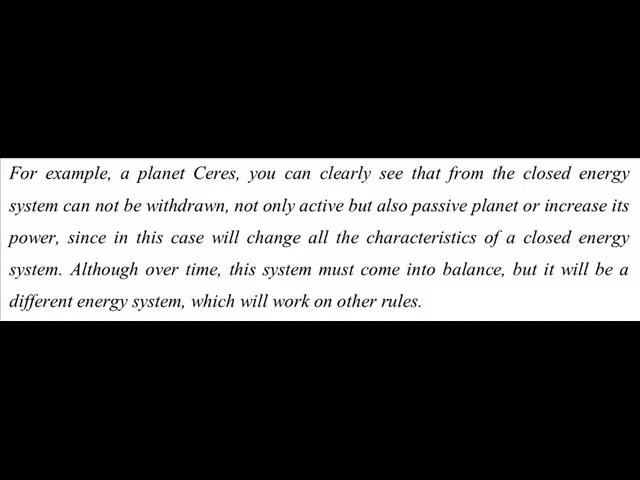 For example, a planet Ceres, you can clearly see that from the closed energy
system can not be withdrawn, not only active but also passive planet or increase its
power, since in this case will change all the characteristics of a closed energy
system. Although over time, this system must come into balance, but it will be a
different energy system, which will work on other rules.